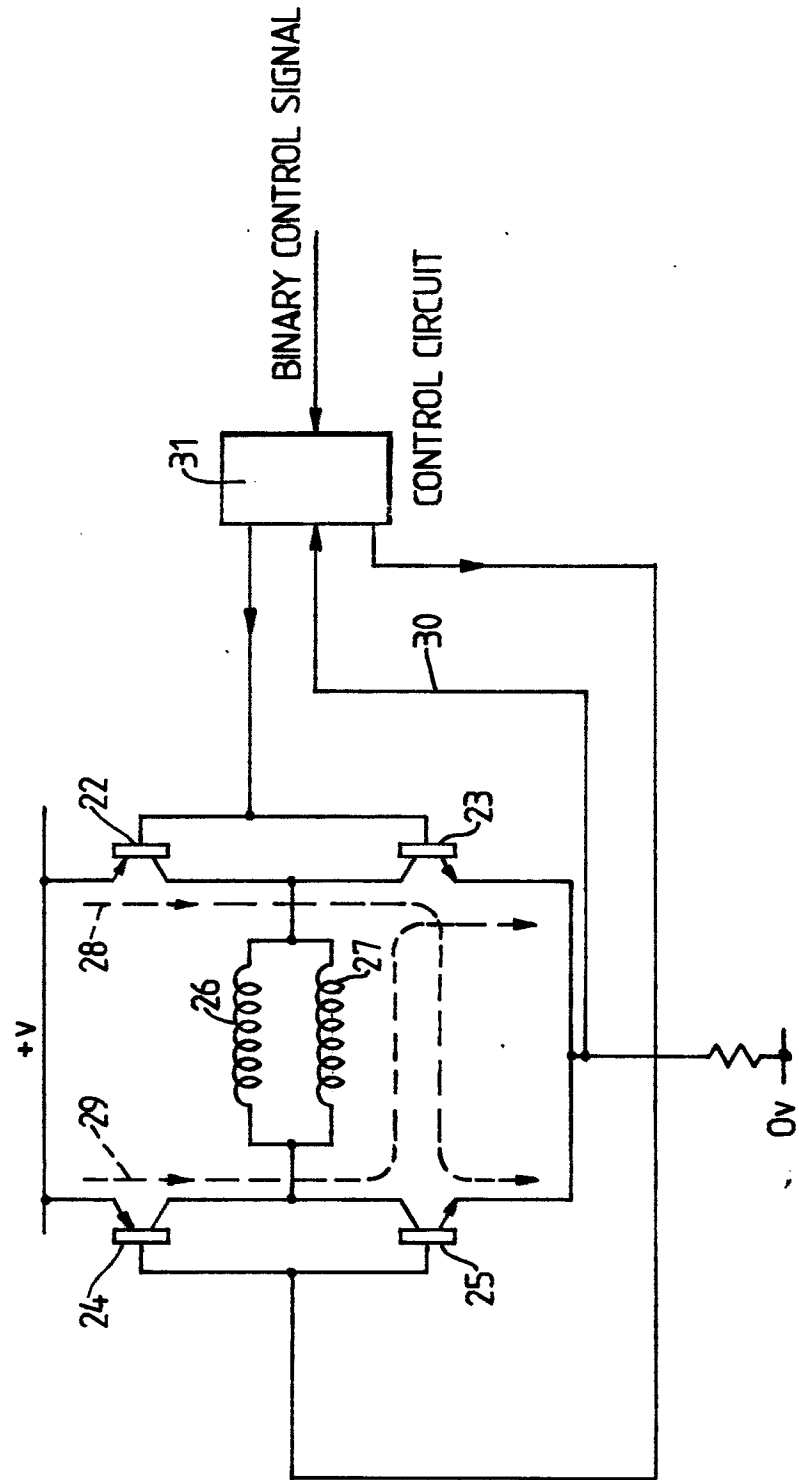 +V
22
24
28
29
26
27
23
25
30
31
BINARY CONTROL SIGNAL
CONTROL CIRCUIT
0v